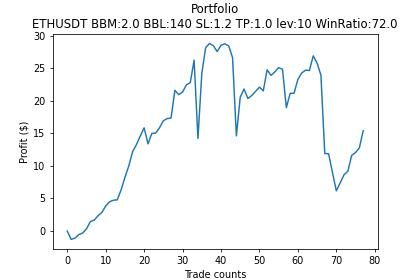 Portfolio
ETHUSDT BBM:2.0 BBL:140 SL:1.2 TP:1.0 lev:10 WinRatio:72.0
30
25
20
15
10
5
0
Profit ($)
0 10 20 30 40 50 60 70 80
Trade counts